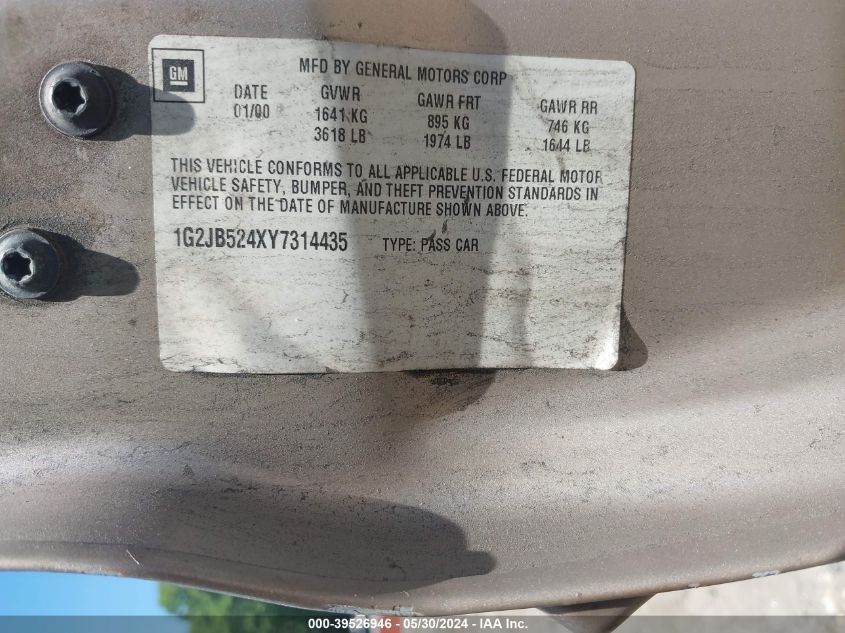 GM
MFD BY GENERAL MOTORS CORP
DATE GVWR GAWR FRT GAWR RR
01/00 1641 KG 895 KG 746 KG
3618 LB 1974 LB 1644 LB
THIS VEHICLE CONFORMS TO ALL APPLICABLE U.S. FEDERAL MOTOR
VEHICLE SAFETY, BUMPER, AND THEFT PREVENTION STANDARDS IN
EFFECT ON THE DATE OF MANUFACTURE SHOWN ABOVE.
1G2JB524XY7314435 TYPE: PASS CAR
000-39526946 - 05/30/2024 - IAA Inc.